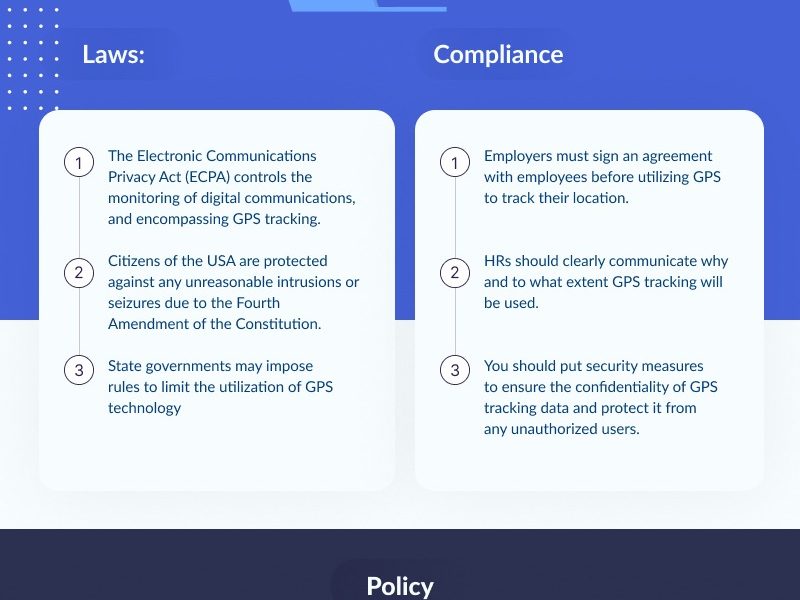 Laws:
1
The Electronic Communications
Privacy Act (ECPA) controls the
monitoring of digital communications,
and encompassing GPS tracking.
2
Citizens of the USA are protected
against any unreasonable intrusions or
seizures due to the Fourth
Amendment of the Constitution.
3
State governments may impose
rules to limit the utilization of GPS
technology
Compliance
1
Employers must sign an agreement
with employees before utilizing GPS
to track their location.
2
HRs should clearly communicate why
and to what extent GPS tracking will
be used.
3
You should put security measures
to ensure the confidentiality of GPS
tracking data and protect it from
any unauthorized users.
Policy